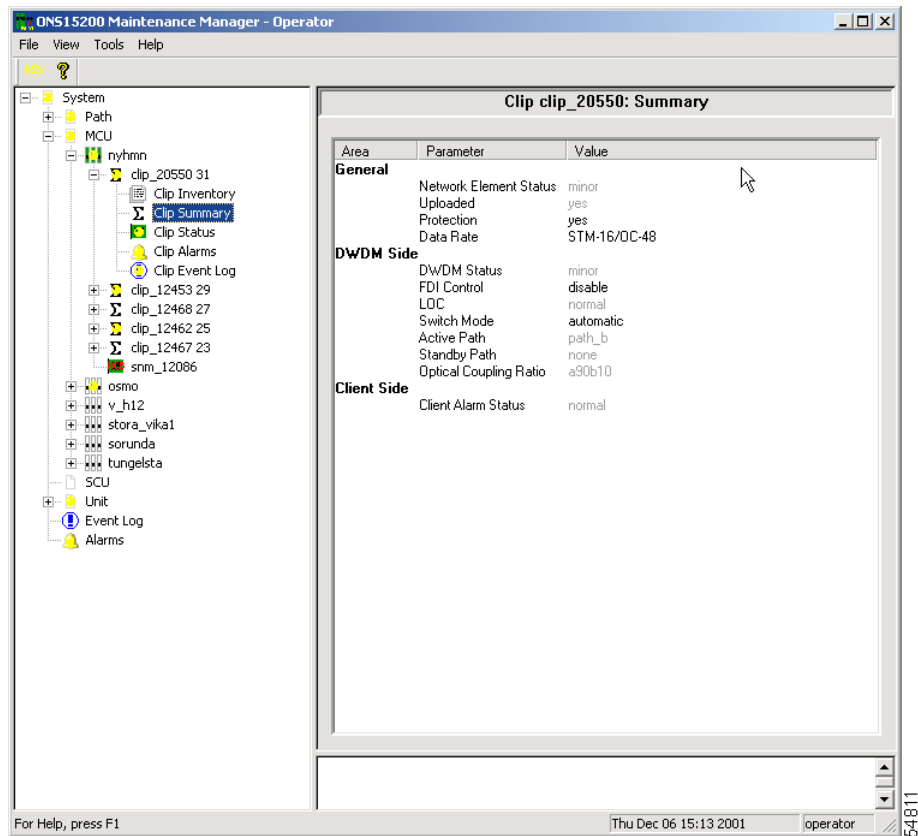 ONS15200 Maintenance Manager - Operator
File View Tools Help
System
Path
MCU
nyhmn
clip_20550 31
Clip Inventory
Clip Summary
Clip Status
Clip Alarms
Clip Event Log
clip_12453 29
clip_12468 27
clip_12462 25
clip_12467 23
snm_12086
osmo
v_h12
stora_vika1
sorunda
tungelsta
SCU
Unit
Event Log
Alarms
Clip clip_20550: Summary
Area Parameter Value
General
Network Element Status minor
Uploaded yes
Protection yes
Data Rate STM-16/OC-48
DWDM Side
DWDM Status minor
FDI Control disable
LOC normal
Switch Mode automatic
Active Path path_b
Standby Path none
Optical Coupling Ratio a90b10
Client Side
Client Alarm Status normal
For Help, press F1
Thu Dec 06 15:13 2001 operator
54811